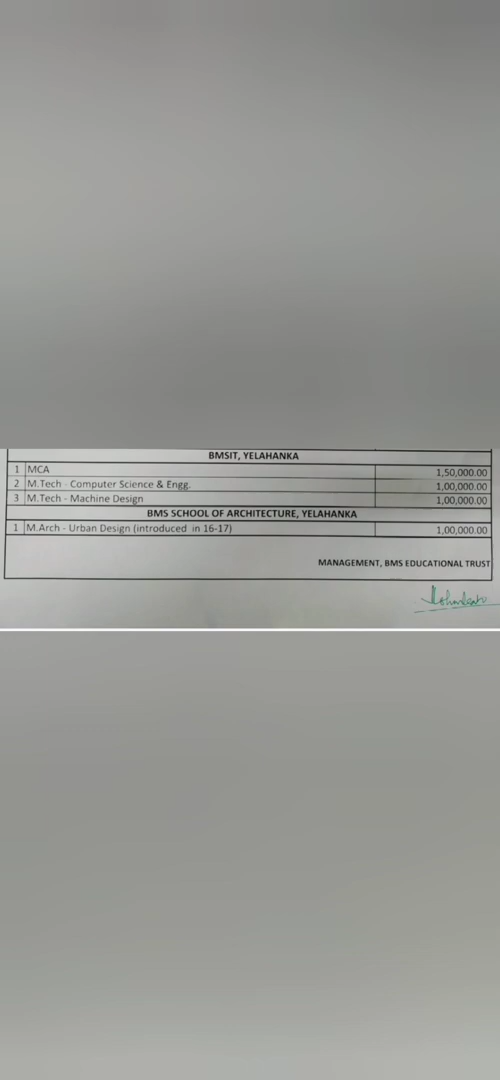 BMSIT, YELAHANKA
1 MCA 1,50,000.00
2 M.Tech - Computer Science & Engg. 1,00,000.00
3 M.Tech - Machine Design 1,00,000.00
BMS SCHOOL OF ARCHITECTURE, YELAHANKA
1 M.Arch - Urban Design (introduced in 16-17) 1,00,000.00
MANAGEMENT, BMS EDUCATIONAL TRUST